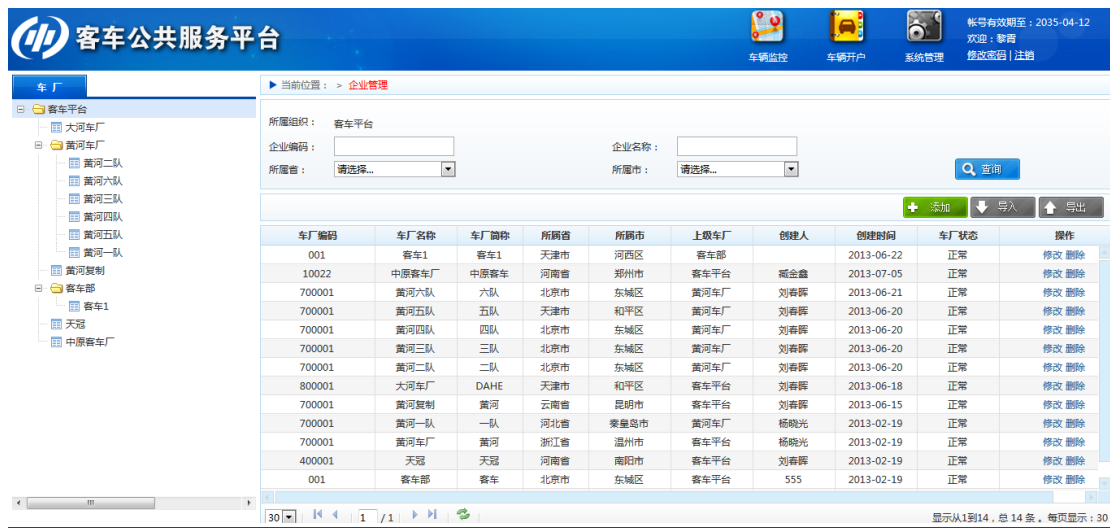 客车公共服务平台
车辆监控 车辆开户 系统管理
帐号有效期至：2035-04-12
欢迎：黎霄
修改密码 | 注销
车厂
客车平台
大河车厂
黄河车厂
黄河二队
黄河六队
黄河三队
黄河四队
黄河五队
黄河一队
黄河复制
客车部
客车1
天冠
中原客车厂
当前位置： > 企业管理
所属组织： 客车平台
企业编码： 企业名称：
所属省： 请选择... 所属市： 请选择... 查询
添加 导入 导出
车厂编码 车厂名称 车厂简称 所属省 所属市 上级车厂 创建人 创建时间 车厂状态 操作
001 客车1 客车1 天津市 河西区 客车部 2013-06-22 正常 修改 删除
10022 中原客车厂 中原客车 河南省 郑州市 客车平台 臧金鑫 2013-07-05 正常 修改 删除
700001 黄河六队 六队 北京市 东城区 黄河车厂 刘春晖 2013-06-21 正常 修改 删除
700001 黄河五队 五队 天津市 和平区 黄河车厂 刘春晖 2013-06-20 正常 修改 删除
700001 黄河四队 四队 北京市 东城区 黄河车厂 刘春晖 2013-06-20 正常 修改 删除
700001 黄河三队 三队 北京市 东城区 黄河车厂 刘春晖 2013-06-20 正常 修改 删除
700001 黄河二队 二队 北京市 东城区 黄河车厂 刘春晖 2013-06-20 正常 修改 删除
800001 大河车厂 DAHE 天津市 和平区 客车平台 刘春晖 2013-06-18 正常 修改 删除
700001 黄河复制 黄河 云南省 昆明市 客车平台 刘春晖 2013-06-15 正常 修改 删除
700001 黄河一队 一队 河北省 秦皇岛市 黄河车厂 杨晓光 2013-02-19 正常 修改 删除
700001 黄河车厂 黄河 浙江省 温州市 客车平台 杨晓光 2013-02-19 正常 修改 删除
400001 天冠 天冠 河南省 南阳市 客车平台 刘春晖 2013-02-19 正常 修改 删除
001 客车部 客车 北京市 东城区 客车平台 555 2013-02-19 正常 修改 删除
30 1 /1 显示从1到14，总 14 条 。每页显示：30